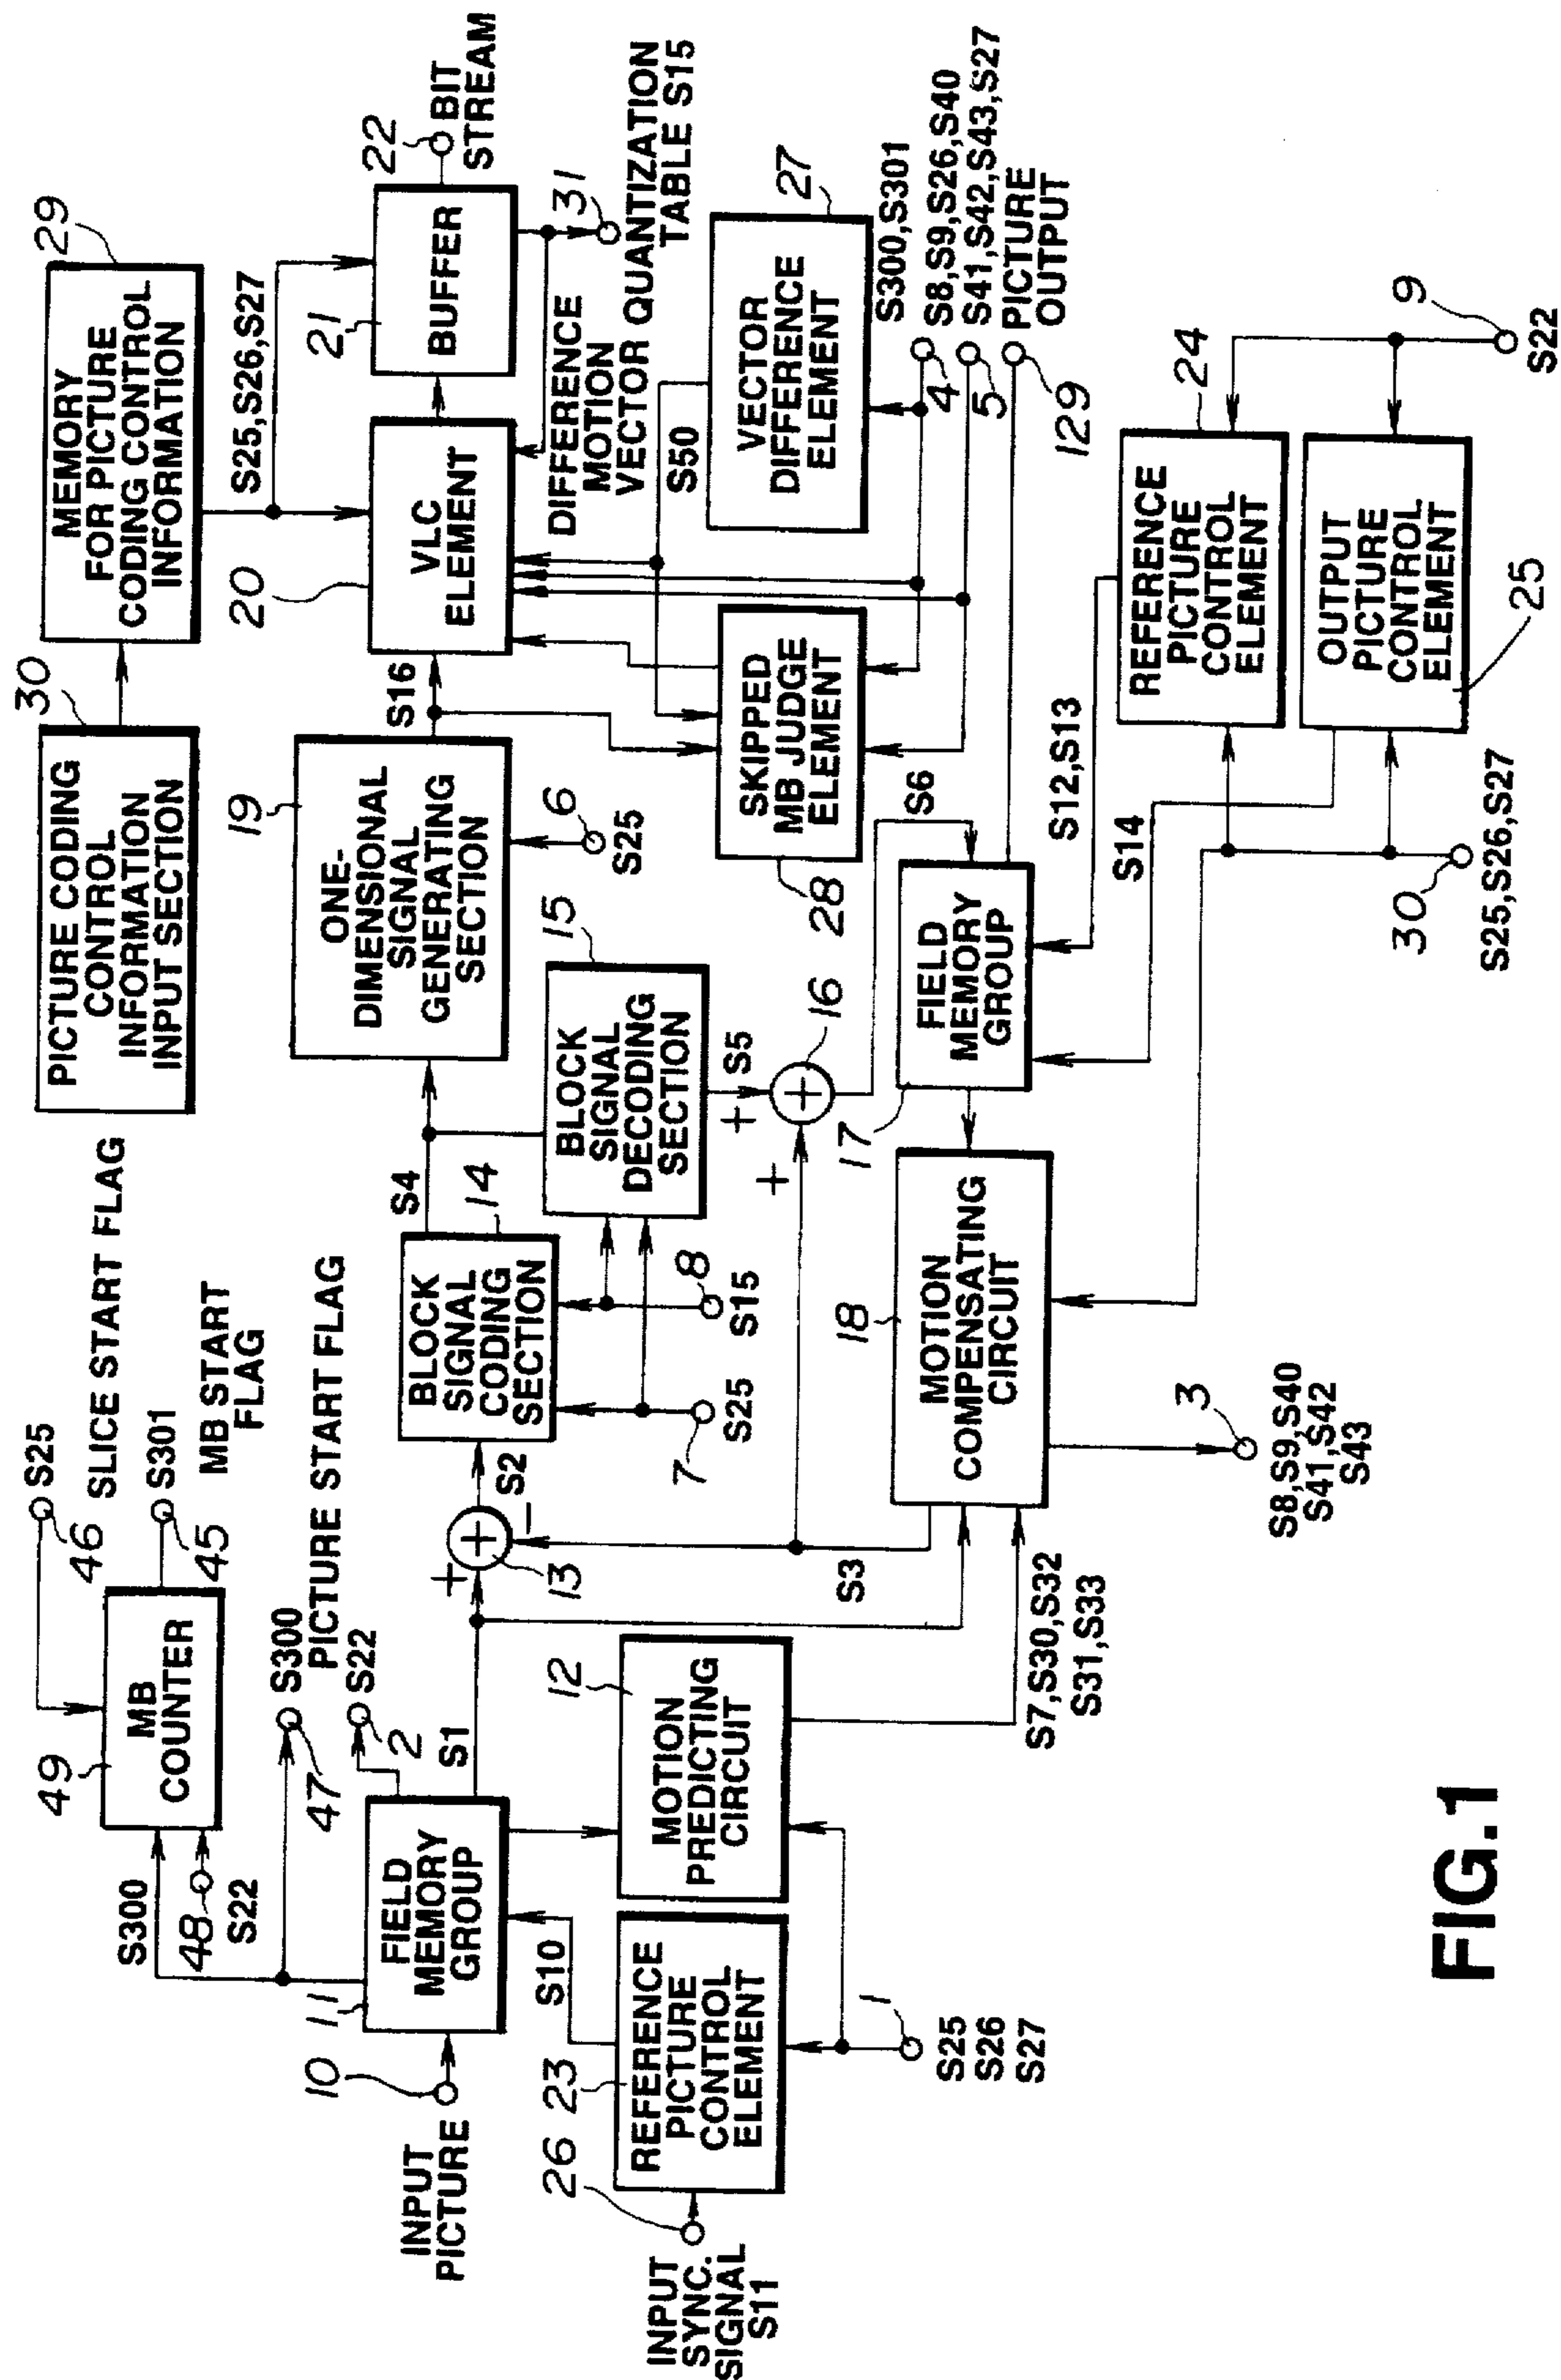 PICTURE CODING
CONTROL
INFORMATION
INPUT SECTION
30
MEMORY
FOR PICTURE
CODING CONTROL
INFORMATION
29
S25,S26,S27
S25
46
SLICE START FLAG
S301
45
MB START
FLAG
49
MB
COUNTER
S300
48
S22
S300
47
PICTURE START FLAG
S22
2
INPUT
PICTURE
10
11
FIELD
MEMORY
GROUP
S1
+
13
−
S2
BLOCK
SIGNAL
CODING
SECTION
14
S4
7
S25
8
S15
BLOCK
SIGNAL
DECODING
SECTION
15
S5
+
+
16
19
ONE-
DIMENSIONAL
SIGNAL
GENERATING
SECTION
6
S25
S16
20
VLC
ELEMENT
21
BUFFER
22
BIT
STREAM
31
DIFFERENCE
MOTION
VECTOR QUANTIZATION
TABLE S15
S50
VECTOR
DIFFERENCE
ELEMENT
27
SKIPPED
MB JUDGE
ELEMENT
28
S300,S301
4
S8,S9,S26,S40
5
S41,S42,S43,S27
129
PICTURE
OUTPUT
S6
INPUT
SYNC.
SIGNAL
S11
26
23
REFERENCE
PICTURE
CONTROL
ELEMENT
S10
1
S25
S26
S27
12
MOTION
PREDICTING
CIRCUIT
S7,S30,S32
S31,S33
S3
18
MOTION
COMPENSATING
CIRCUIT
3
S8,S9,S40
S41,S42
S43
17
FIELD
MEMORY
GROUP
S12,S13
S14
REFERENCE
PICTURE
CONTROL
ELEMENT
24
OUTPUT
PICTURE
CONTROL
ELEMENT
25
30
S25,S26,S27
9
S22
FIG.1